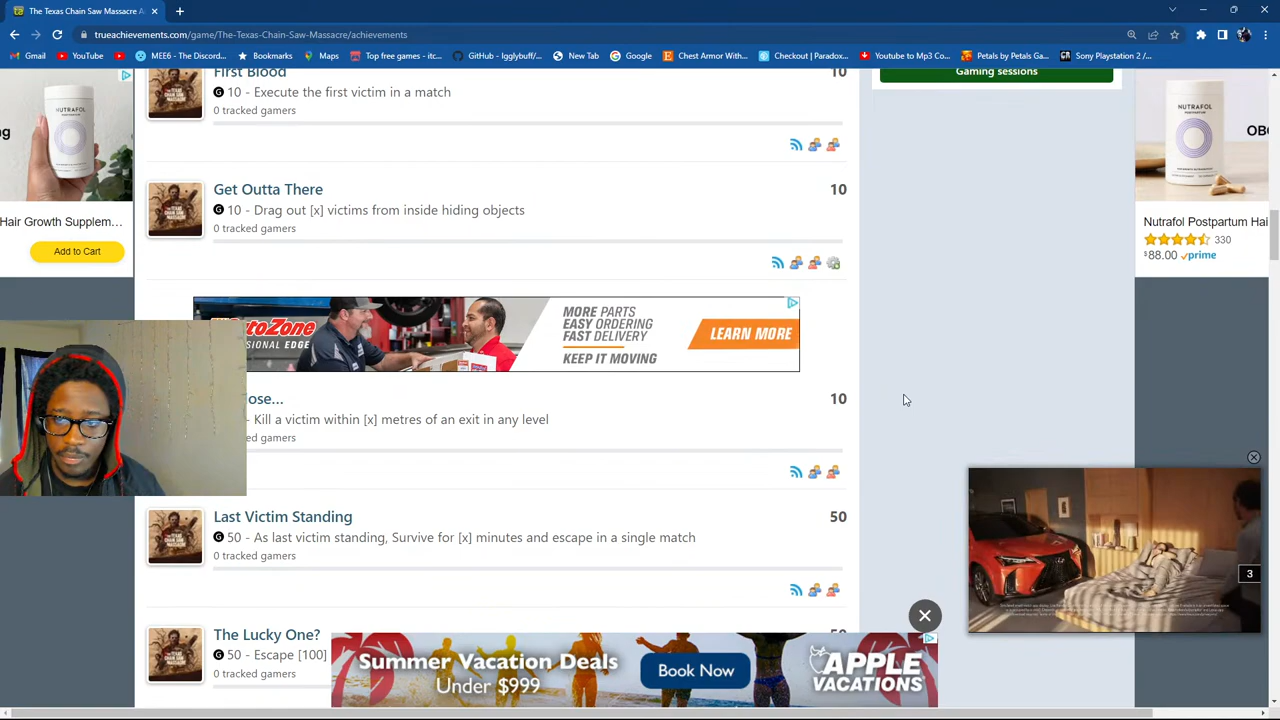 The Texas Chain Saw Massacre A
trueachievements.com/game/The-Texas-Chain-Saw-Massacre/achievements
Gmail
YouTube
MEE6 - The Discord...
Bookmarks
Maps
Top free games - itc...
GitHub - Igglybuff/...
New Tab
Google
Chest Armor With...
Checkout | Paradox...
Youtube to Mp3 Co...
Petals by Petals Ga...
Sony Playstation 2 /...
First Blood
10
G 10 - Execute the first victim in a match
0 tracked gamers
Get Outta There
10
G 10 - Drag out [x] victims from inside hiding objects
0 tracked gamers
AutoZone
SIONAL EDGE
MORE PARTS
EASY ORDERING
FAST DELIVERY
KEEP IT MOVING
LEARN MORE
ose...
10
- Kill a victim within [x] metres of an exit in any level
ed gamers
Last Victim Standing
50
G 50 - As last victim standing, Survive for [x] minutes and escape in a single match
0 tracked gamers
The Lucky One?
G 50 - Escape [100]
0 tracked gamers
Gaming sessions
NUTRAFOL
Hair Growth Supplem...
Add to Cart
NUTRAFOL
Nutrafol Postpartum Hai
330
$88.00 prime
3
Summer Vacation Deals
Under $999
Book Now
APPLE
VACATIONS